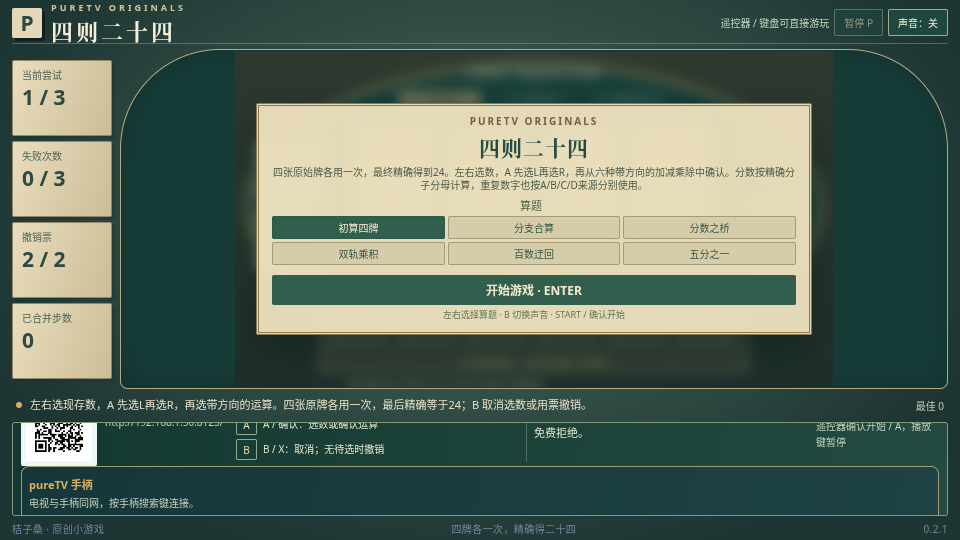 P
PURETV ORIGINALS
四则二十四
遥控器 / 键盘可直接游玩
暂停 P
声音：关
当前尝试
1 / 3
失败次数
0 / 3
撤销票
2 / 2
已合并步数
0
PURETV ORIGINALS
四则二十四
四张原始牌各用一次，最终精确得到24。左右选数，A 先选L再选R，再从六种带方向的加减乘除中确认。分数按精确分
子分母计算，重复数字也按A/B/C/D来源分别使用。
算题
初算四牌
分支合算
分数之桥
双轨乘积
百数迂回
五分之一
开始游戏 · ENTER
左右选择算题 · B 切换声音 · START / 确认开始
左右选现存数，A 先选L再选R，再选带方向的运算。四张原牌各用一次，最后精确等于24；B 取消选数或用票撤销。
最佳 0
A
A / 确认：选数或确认运算
B
B / X：取消；无待选时撤销
免费拒绝。
遥控器确认开始 / A，播放
键暂停
pureTV 手柄
电视与手柄同网，按手柄搜索键连接。
桔子桑 · 原创小游戏
四牌各一次，精确得二十四
0.2.1